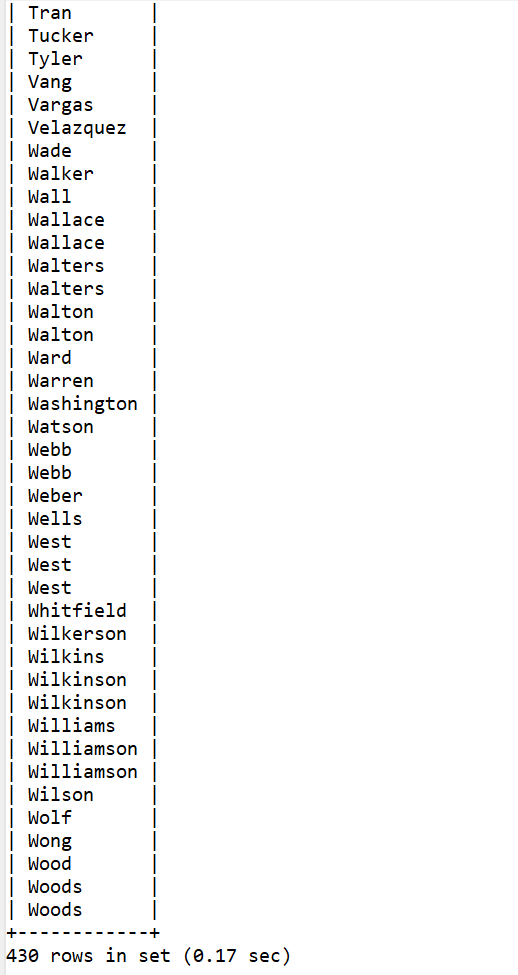 | Tran       |
| Tucker     |
| Tyler      |
| Vang       |
| Vargas     |
| Velazquez  |
| Wade       |
| Walker     |
| Wall       |
| Wallace    |
| Wallace    |
| Walters    |
| Walters    |
| Walton     |
| Walton     |
| Ward       |
| Warren     |
| Washington |
| Watson     |
| Webb       |
| Webb       |
| Weber      |
| Wells      |
| West       |
| West       |
| West       |
| Whitfield  |
| Wilkerson  |
| Wilkins    |
| Wilkinson  |
| Wilkinson  |
| Williams   |
| Williamson |
| Williamson |
| Wilson     |
| Wolf       |
| Wong       |
| Wood       |
| Woods      |
| Woods      |
+------------+
430 rows in set (0.17 sec)